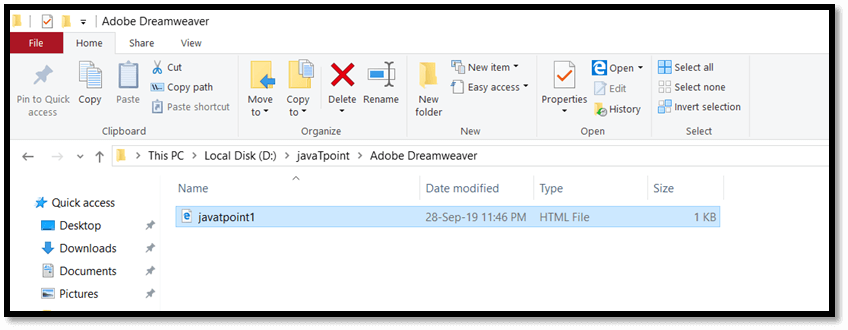 Adobe Dreamweaver
File Home Share View
Pin to Quick access
Copy
Paste
Cut
Copy path
Paste shortcut
Clipboard
Move to
Copy to
Delete
Rename
Organize
New folder
New item
Easy access
New
Properties
Open
Edit
History
Open
Select all
Select none
Invert selection
Select
This PC > Local Disk (D:) > javaTpoint > Adobe Dreamweaver
Name Date modified Type Size
Quick access
javatpoint1 28-Sep-19 11:46 PM HTML File 1 KB
Desktop
Downloads
Documents
Pictures